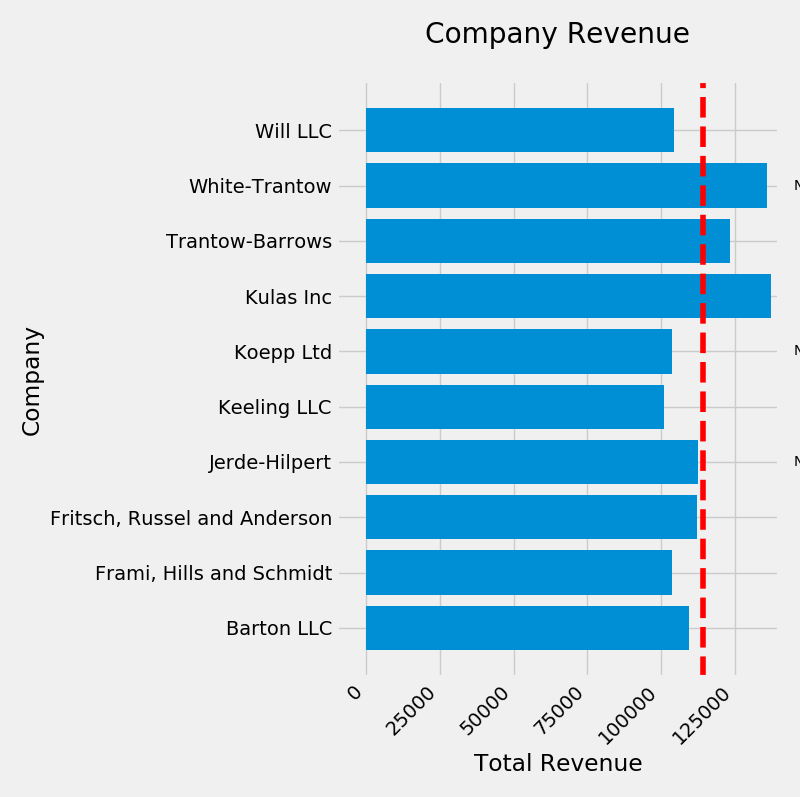 Company Revenue
Will LLC
White-Trantow
Trantow-Barrows
Kulas Inc
Koepp Ltd
Keeling LLC
Jerde-Hilpert
Fritsch, Russel and Anderson
Frami, Hills and Schmidt
Barton LLC
Company
0
25000
50000
75000
100000
125000
Total Revenue